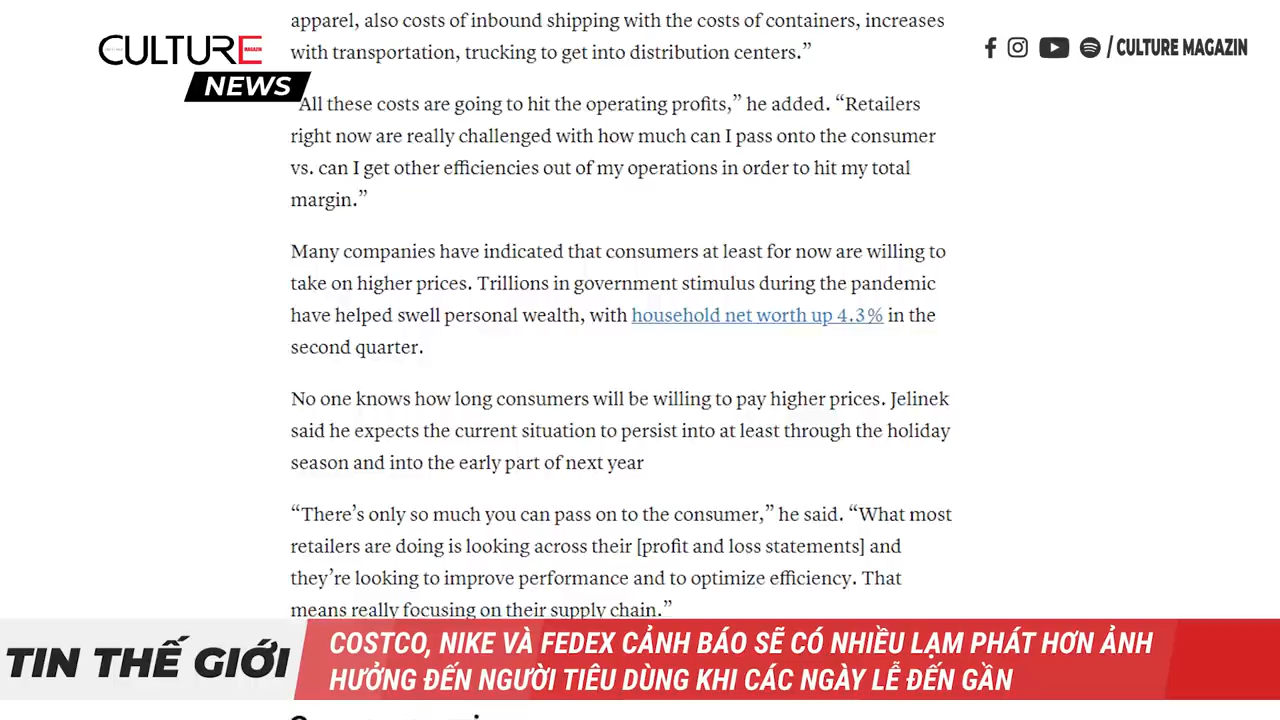 apparel, also costs of inbound shipping with the costs of containers, increases
with transportation, trucking to get into distribution centers.”
CULTURE
MAGAZIN
NEWS
/ CULTURE MAGAZIN
“All these costs are going to hit the operating profits,” he added. “Retailers
right now are really challenged with how much can I pass onto the consumer
vs. can I get other efficiencies out of my operations in order to hit my total
margin.”
Many companies have indicated that consumers at least for now are willing to
take on higher prices. Trillions in government stimulus during the pandemic
have helped swell personal wealth, with household net worth up 4.3% in the
second quarter.
No one knows how long consumers will be willing to pay higher prices. Jelinek
said he expects the current situation to persist into at least through the holiday
season and into the early part of next year
“There’s only so much you can pass on to the consumer,” he said. “What most
retailers are doing is looking across their [profit and loss statements] and
they’re looking to improve performance and to optimize efficiency. That
means really focusing on their supply chain.”
TIN THẾ GIỚI
COSTCO, NIKE VÀ FEDEX CẢNH BÁO SẼ CÓ NHIỀU LẠM PHÁT HƠN ẢNH
HƯỞNG ĐẾN NGƯỜI TIÊU DÙNG KHI CÁC NGÀY LỄ ĐẾN GẦN